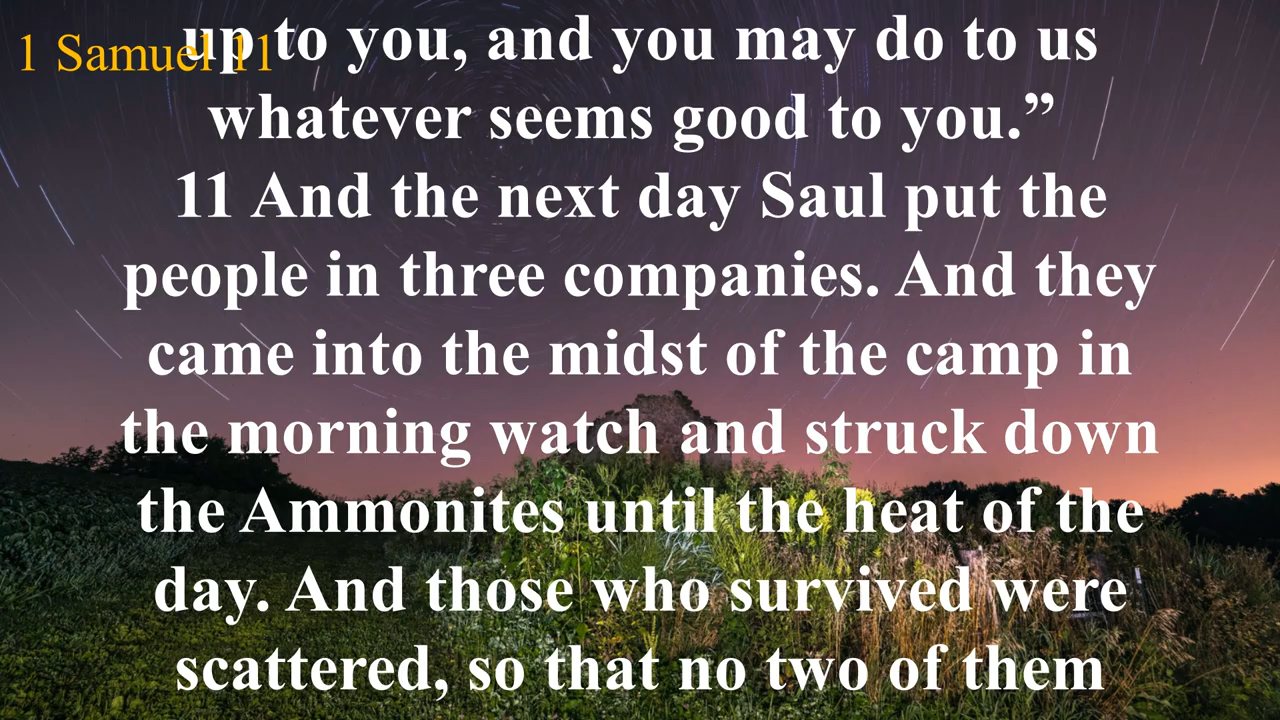 1 Samuel 11
up to you, and you may do to us
whatever seems good to you.”
11 And the next day Saul put the
people in three companies. And they
came into the midst of the camp in
the morning watch and struck down
the Ammonites until the heat of the
day. And those who survived were
scattered, so that no two of them